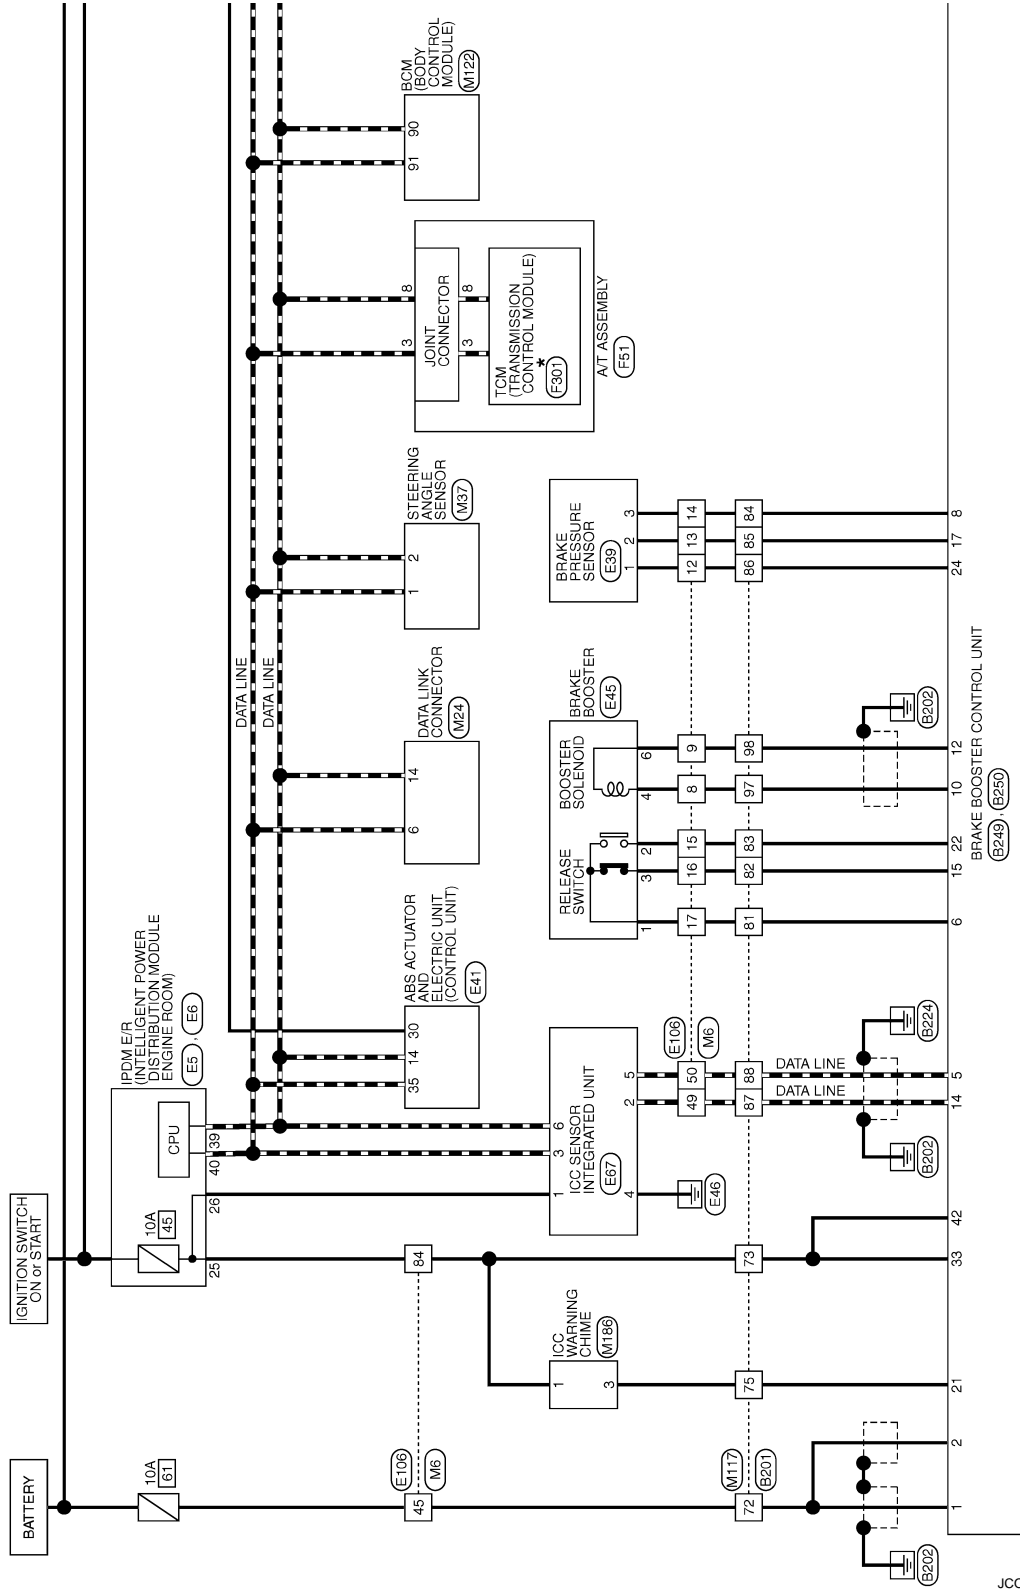 BATTERY
IGNITION SWITCH
ON or START
10A
61
10A
45
IPDM E/R
(INTELLIGENT POWER
DISTRIBUTION MODULE
ENGINE ROOM)
E5 , E6
CPU
25
26
40
39
DATA LINE
DATA LINE
E106
M6
45
84
ABS ACTUATOR
AND
ELECTRIC UNIT
(CONTROL UNIT)
E41
35
14
30
DATA LINK
CONNECTOR
M24
6
14
STEERING
ANGLE
SENSOR
M37
1
2
JOINT
CONNECTOR
3
8
3
8
TCM
(TRANSMISSION
CONTROL MODULE)
*
F301
A/T ASSEMBLY
F51
BCM
(BODY
CONTROL
MODULE)
M122
91
90
ICC
WARNING
CHIME
M186
1
3
ICC SENSOR
INTEGRATED UNIT
E67
1
3
6
4
2
5
E46
RELEASE
SWITCH
BOOSTER
SOLENOID
BRAKE
BOOSTER
E45
1
3
2
4
6
BRAKE
PRESSURE
SENSOR
E39
1
2
3
E106
M6
49
50
17
16
15
8
9
12
13
14
M117
B201
72
75
73
87
88
81
82
83
97
98
86
85
84
DATA LINE
DATA LINE
B202
B202
B224
B202
1
2
21
33
42
14
5
6
15
22
10
12
24
17
8
BRAKE BOOSTER CONTROL UNIT
B249 , B250